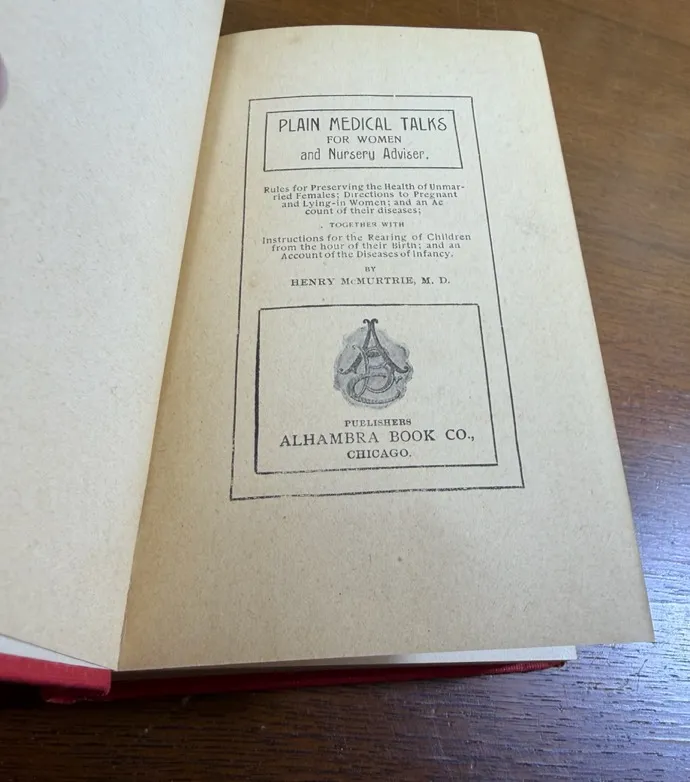 PLAIN MEDICAL TALKS
FOR WOMEN
and Nursery Adviser.
Rules for Preserving the Health of Unmar-
ried Females; Directions to Pregnant
and Lying-in Women; and an Ac
count of their diseases;
TOGETHER WITH
Instructions for the Rearing of Children
from the hour of their Birth; and an
Account of the Diseases of Infancy.
BY
HENRY McMURTRIE, M. D.
AB
PUBLISHERS
ALHAMBRA BOOK CO.,
CHICAGO.